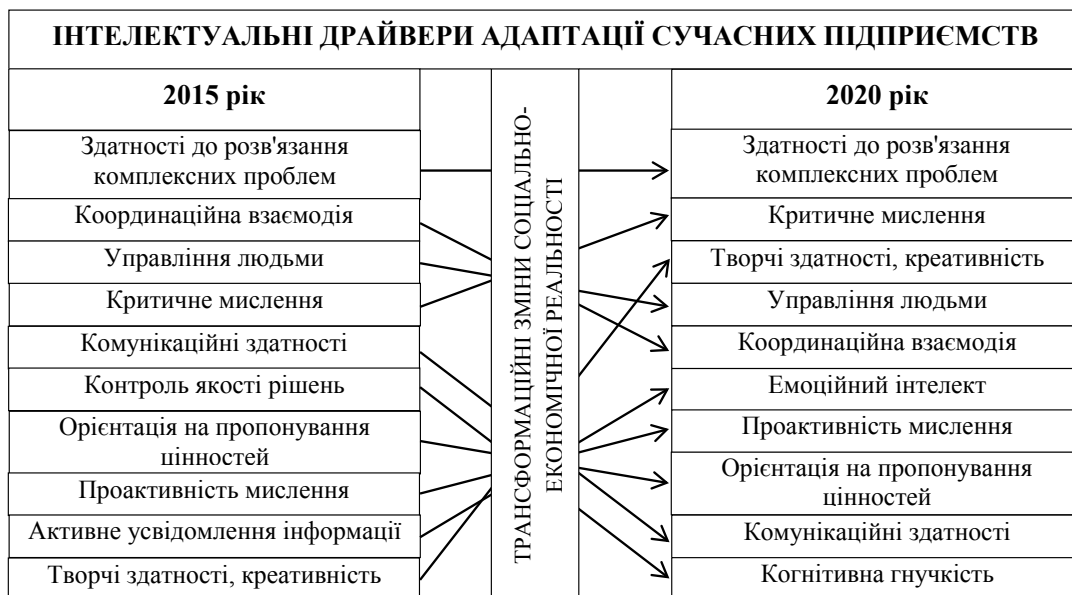 ІНТЕЛЕКТУАЛЬНІ ДРАЙВЕРИ АДАПТАЦІЇ СУЧАСНИХ ПІДПРИЄМСТВ
2015 рік
Здатності до розв'язання
комплексних проблем
Координаційна взаємодія
Управління людьми
Критичне мислення
Комунікаційні здатності
Контроль якості рішень
Орієнтація на пропонування
цінностей
Проактивність мислення
Активне усвідомлення інформації
Творчі здатності, креативність
ТРАНСФОРМАЦІЙНІ ЗМІНИ СОЦІАЛЬНО-
ЕКОНОМІЧНОЇ РЕАЛЬНОСТІ
2020 рік
Здатності до розв'язання
комплексних проблем
Критичне мислення
Творчі здатності, креативність
Управління людьми
Координаційна взаємодія
Емоційний інтелект
Проактивність мислення
Орієнтація на пропонування
цінностей
Комунікаційні здатності
Когнітивна гнучкість